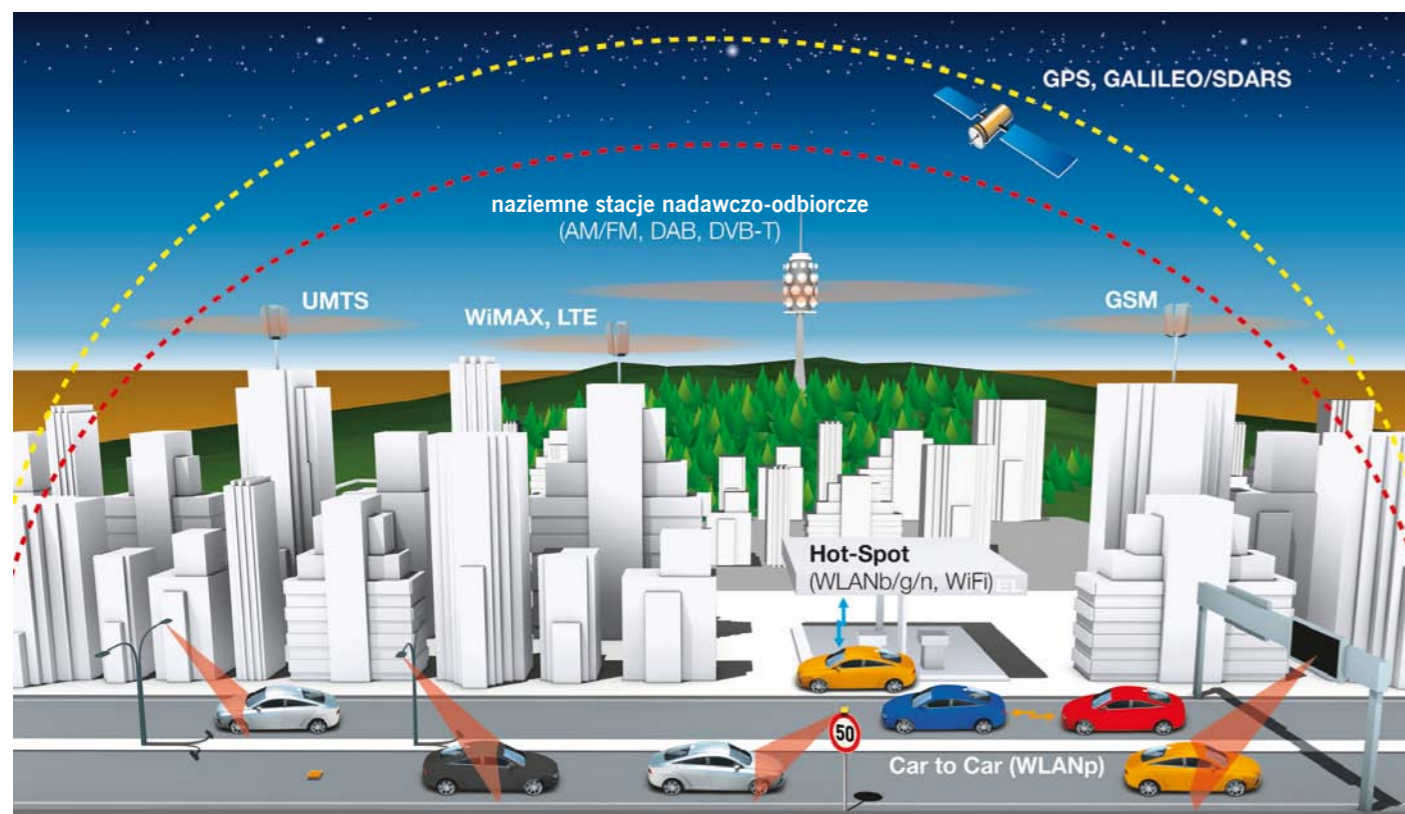 GPS, GALILEO/SDARS
naziemne stacje nadawczo-odbiorcze
(AM/FM, DAB, DVB-T)
UMTS
WiMAX, LTE
GSM
Hot-Spot
(WLANb/g/n, WiFi)
EL
50
Car to Car (WLANp)